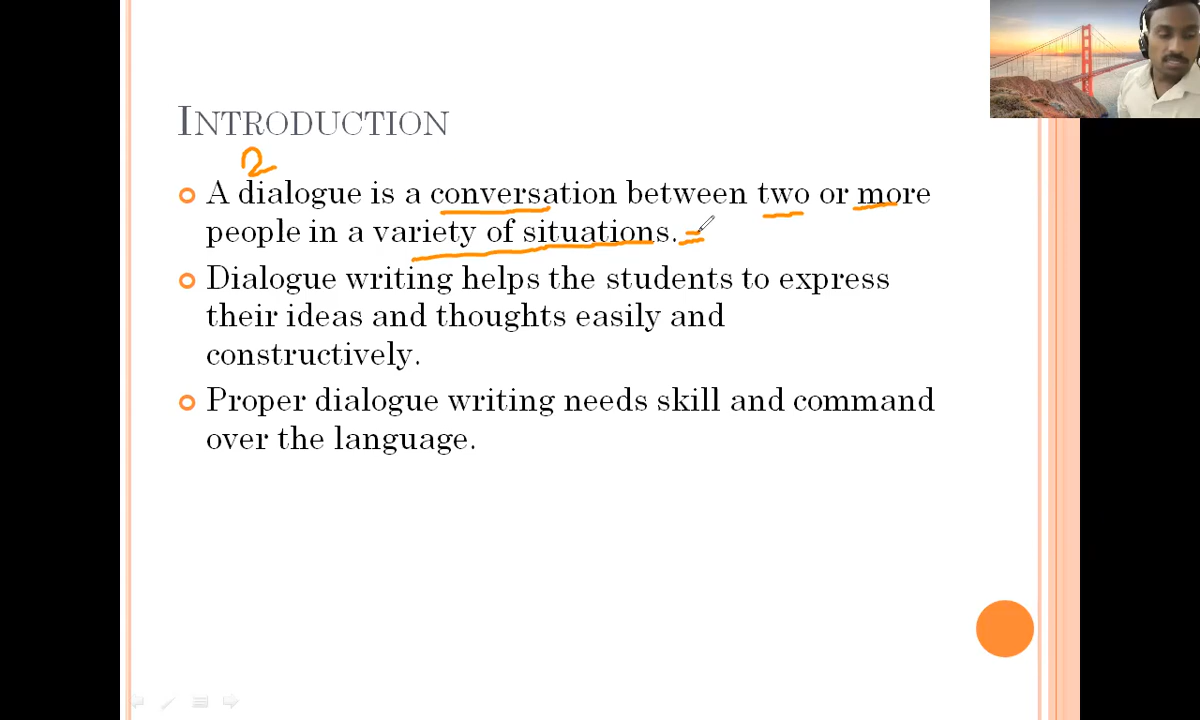 INTRODUCTION
2
A dialogue is a conversation between two or more
people in a variety of situations.
Dialogue writing helps the students to express
their ideas and thoughts easily and
constructively.
Proper dialogue writing needs skill and command
over the language.